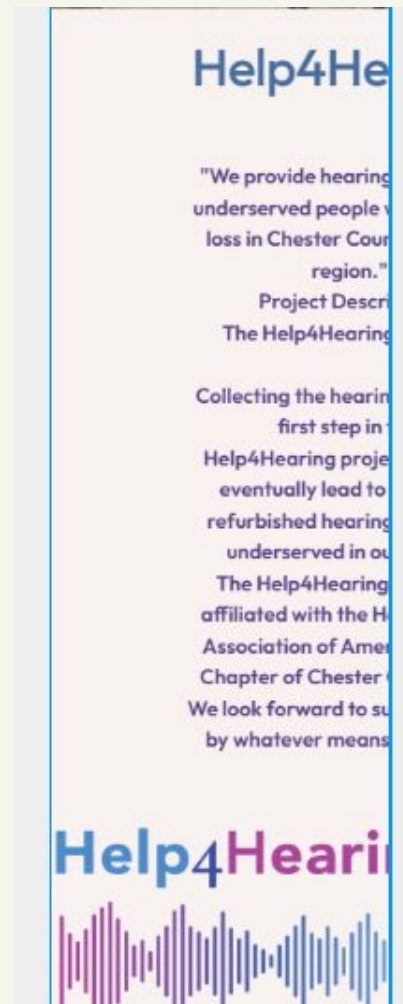 Help4He
"We provide hearing
underserved people
loss in Chester Cour
region."
Project Descri
The Help4Hearing
Collecting the hearin
first step in
Help4Hearing proje
eventually lead to
refurbished hearing
underserved in ou
The Help4Hearing
affiliated with the H
Association of Amer
Chapter of Chester
We look forward to su
by whatever means
Help4Heari